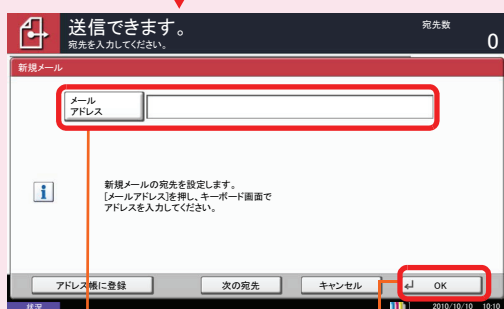 送信できます。
宛先を入力してください。
宛先数
0
新規メール
メール
アドレス
新規メールの宛先を設定します。
[メールアドレス]を押し、キーボード画面で
アドレスを入力してください。
アドレス帳に登録
次の宛先
キャンセル
OK
状況
2010/10/10 10:10